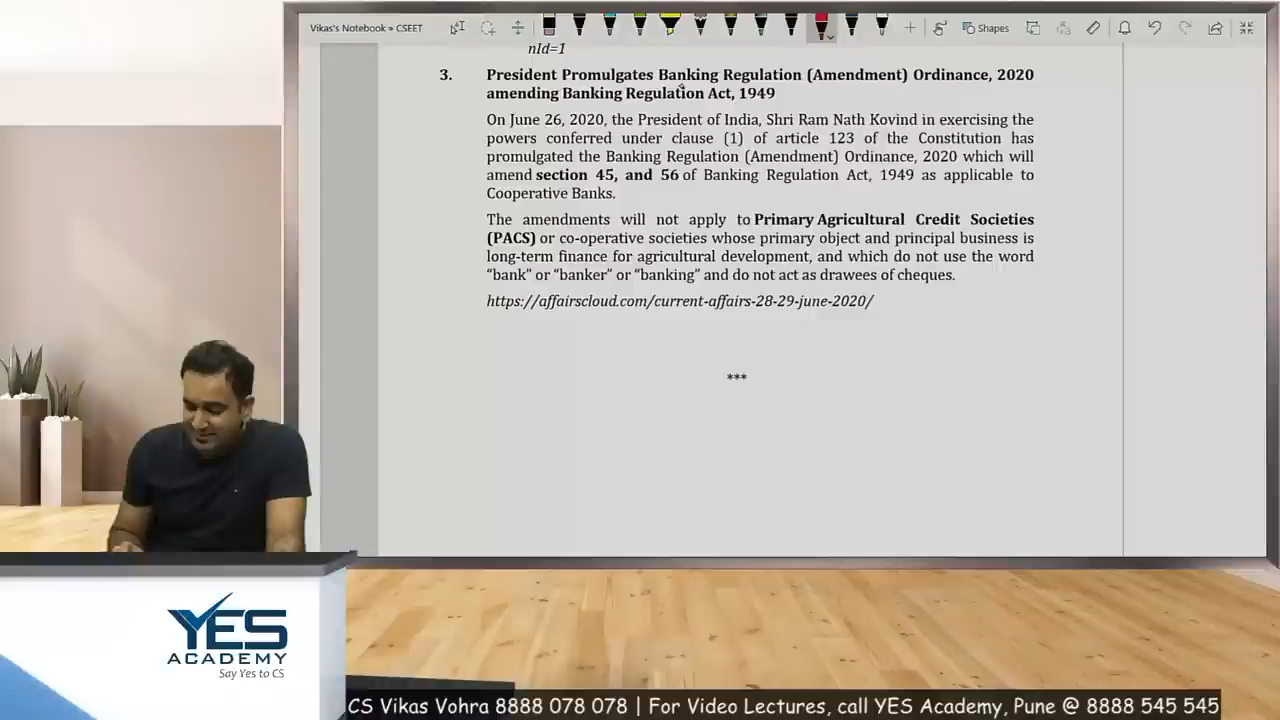 Vikas's Notebook » CSEET
Shapes
nId=1
3. President Promulgates Banking Regulation (Amendment) Ordinance, 2020
amending Banking Regulation Act, 1949
On June 26, 2020, the President of India, Shri Ram Nath Kovind in exercising the
powers conferred under clause (1) of article 123 of the Constitution has
promulgated the Banking Regulation (Amendment) Ordinance, 2020 which will
amend section 45, and 56 of Banking Regulation Act, 1949 as applicable to
Cooperative Banks.
The amendments will not apply to Primary Agricultural Credit Societies
(PACS) or co-operative societies whose primary object and principal business is
long-term finance for agricultural development, and which do not use the word
“bank” or “banker” or “banking” and do not act as drawees of cheques.
https://affairscloud.com/current-affairs-28-29-june-2020/
***
YES
ACADEMY
Say Yes to CS
CS Vikas Vohra 8888 078 078 | For Video Lectures, call YES Academy, Pune @ 8888 545 545